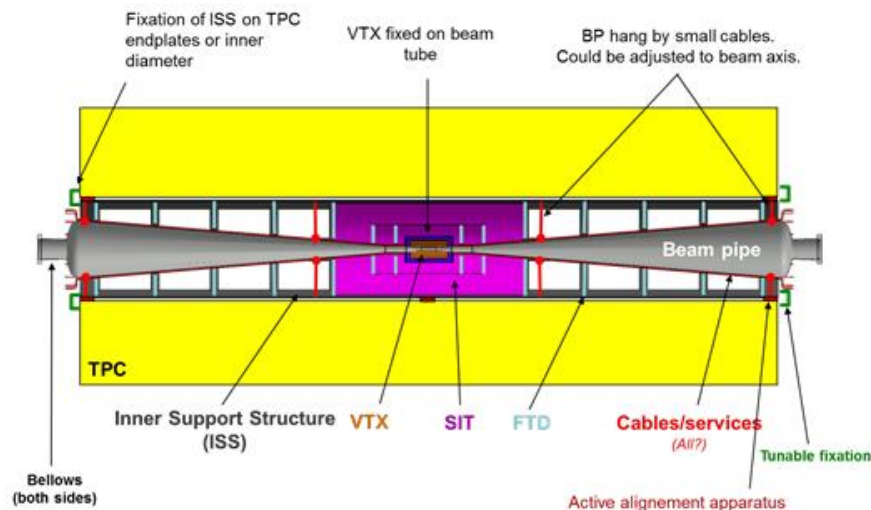 Fixation of ISS on TPC
endplates or inner
diameter
VTX fixed on beam
tube
BP hang by small cables.
Could be adjusted to beam axis.
Beam pipe
TPC
Inner Support Structure
(ISS)
VTX
SIT
FTD
Cables/services
(All?)
Tunable fixation
Bellows
(both sides)
Active alignement apparatus